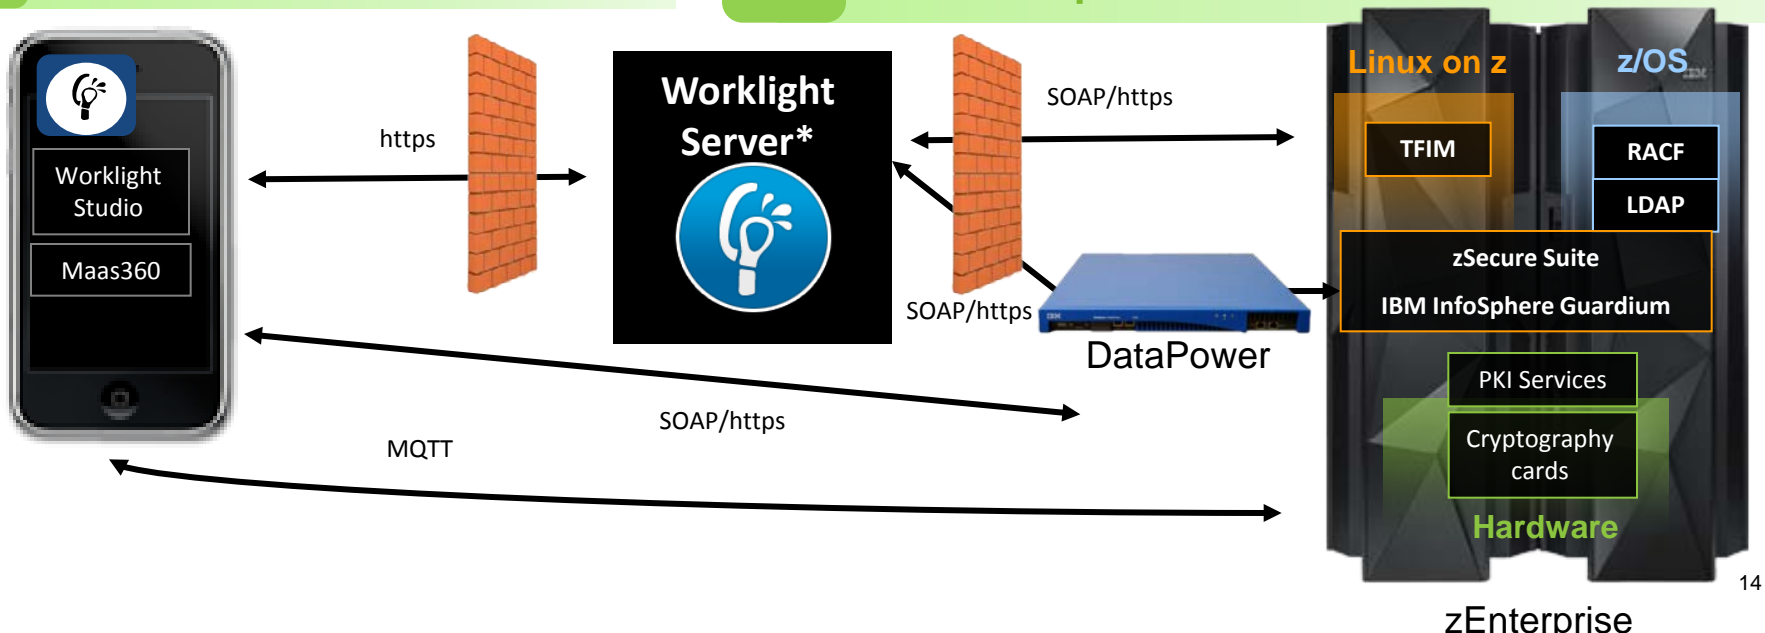 Linux on z
z/OS
Worklight
Server*
SOAP/https
https
TFIM
RACF
LDAP
Worklight
Studio
Maas360
zSecure Suite
IBM InfoSphere Guardium
SOAP/https
DataPower
PKI Services
SOAP/https
MQTT
Cryptography
cards
Hardware
14
zEnterprise